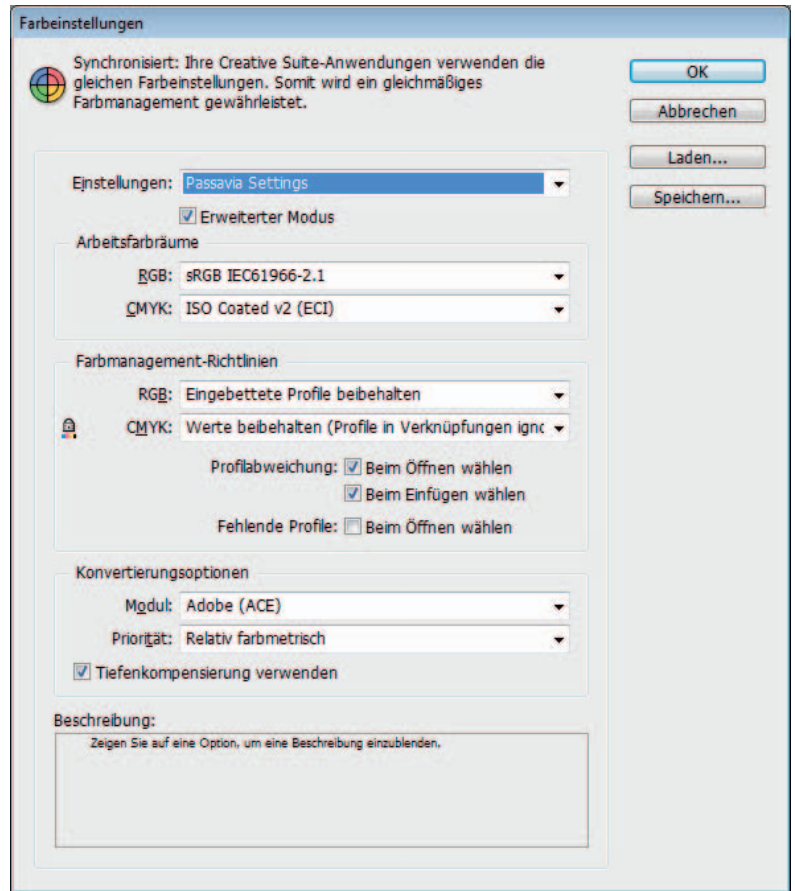 Farbeinstellungen
Synchronisiert: Ihre Creative Suite-Anwendungen verwenden die
gleichen Farbeinstellungen. Somit wird ein gleichmäßiges
Farbmanagement gewährleistet.
OK
Abbrechen
Laden...
Speichern...
Einstellungen: Passavia Settings
Erweiterter Modus
Arbeitsfarbräume
RGB: sRGB IEC61966-2.1
CMYK: ISO Coated v2 (ECI)
Farbmanagement-Richtlinien
RGB: Eingebettete Profile beibehalten
CMYK: Werte beibehalten (Profile in Verknüpfungen ignc
Profilabweichung: Beim Öffnen wählen
Beim Einfügen wählen
Fehlende Profile: Beim Öffnen wählen
Konvertierungsoptionen
Modul: Adobe (ACE)
Priorität: Relativ farbmetrisch
Tiefenkompensierung verwenden
Beschreibung:
Zeigen Sie auf eine Option, um eine Beschreibung einzublenden.